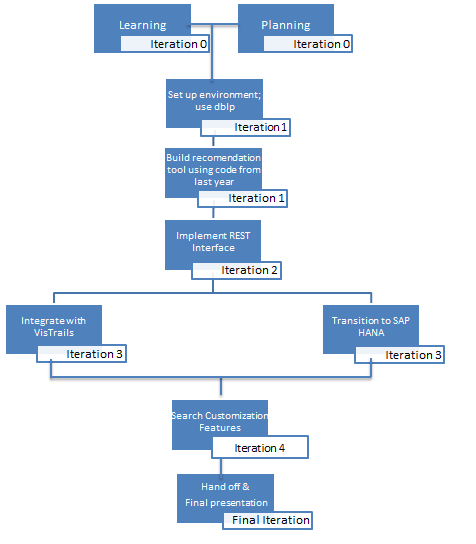 Learning
Iteration 0
Planning
Iteration 0
Set up environment;
use dblp
Iteration 1
Build recomendation
tool using code from
last year
Iteration 1
Implement REST
Interface
Iteration 2
Integrate with
VisTrails
Iteration 3
Transition to SAP
HANA
Iteration 3
Search Customization
Features
Iteration 4
Hand off &
Final presentation
Final Iteration